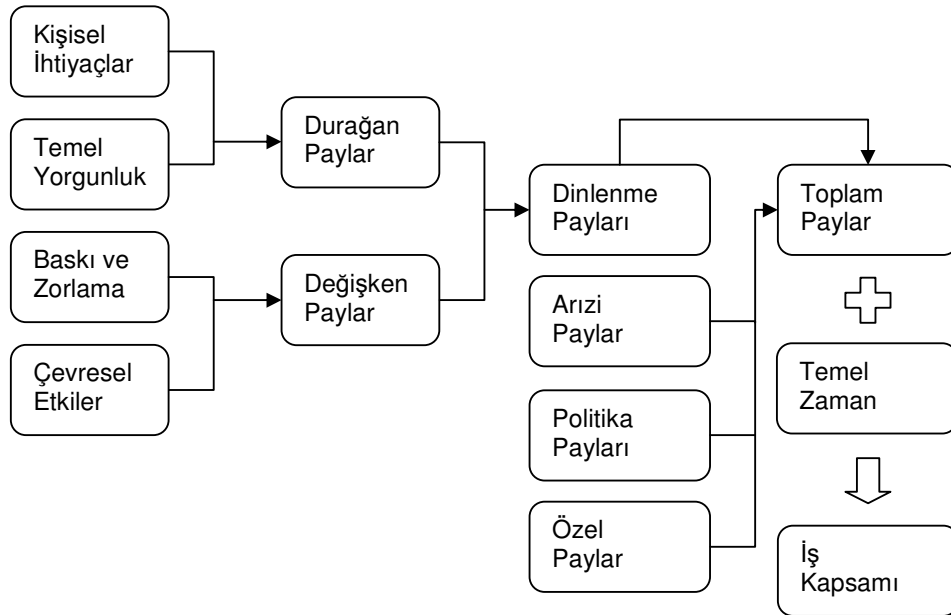 Kişisel
İhtiyaçlar
Temel
Yorgunluk
Baskı ve
Zorlama
Çevresel
Etkiler
Durağan
Paylar
Değişken
Paylar
Dinlenme
Payları
Arızi
Paylar
Politika
Payları
Özel
Paylar
Toplam
Paylar
Temel
Zaman
İş
Kapsamı